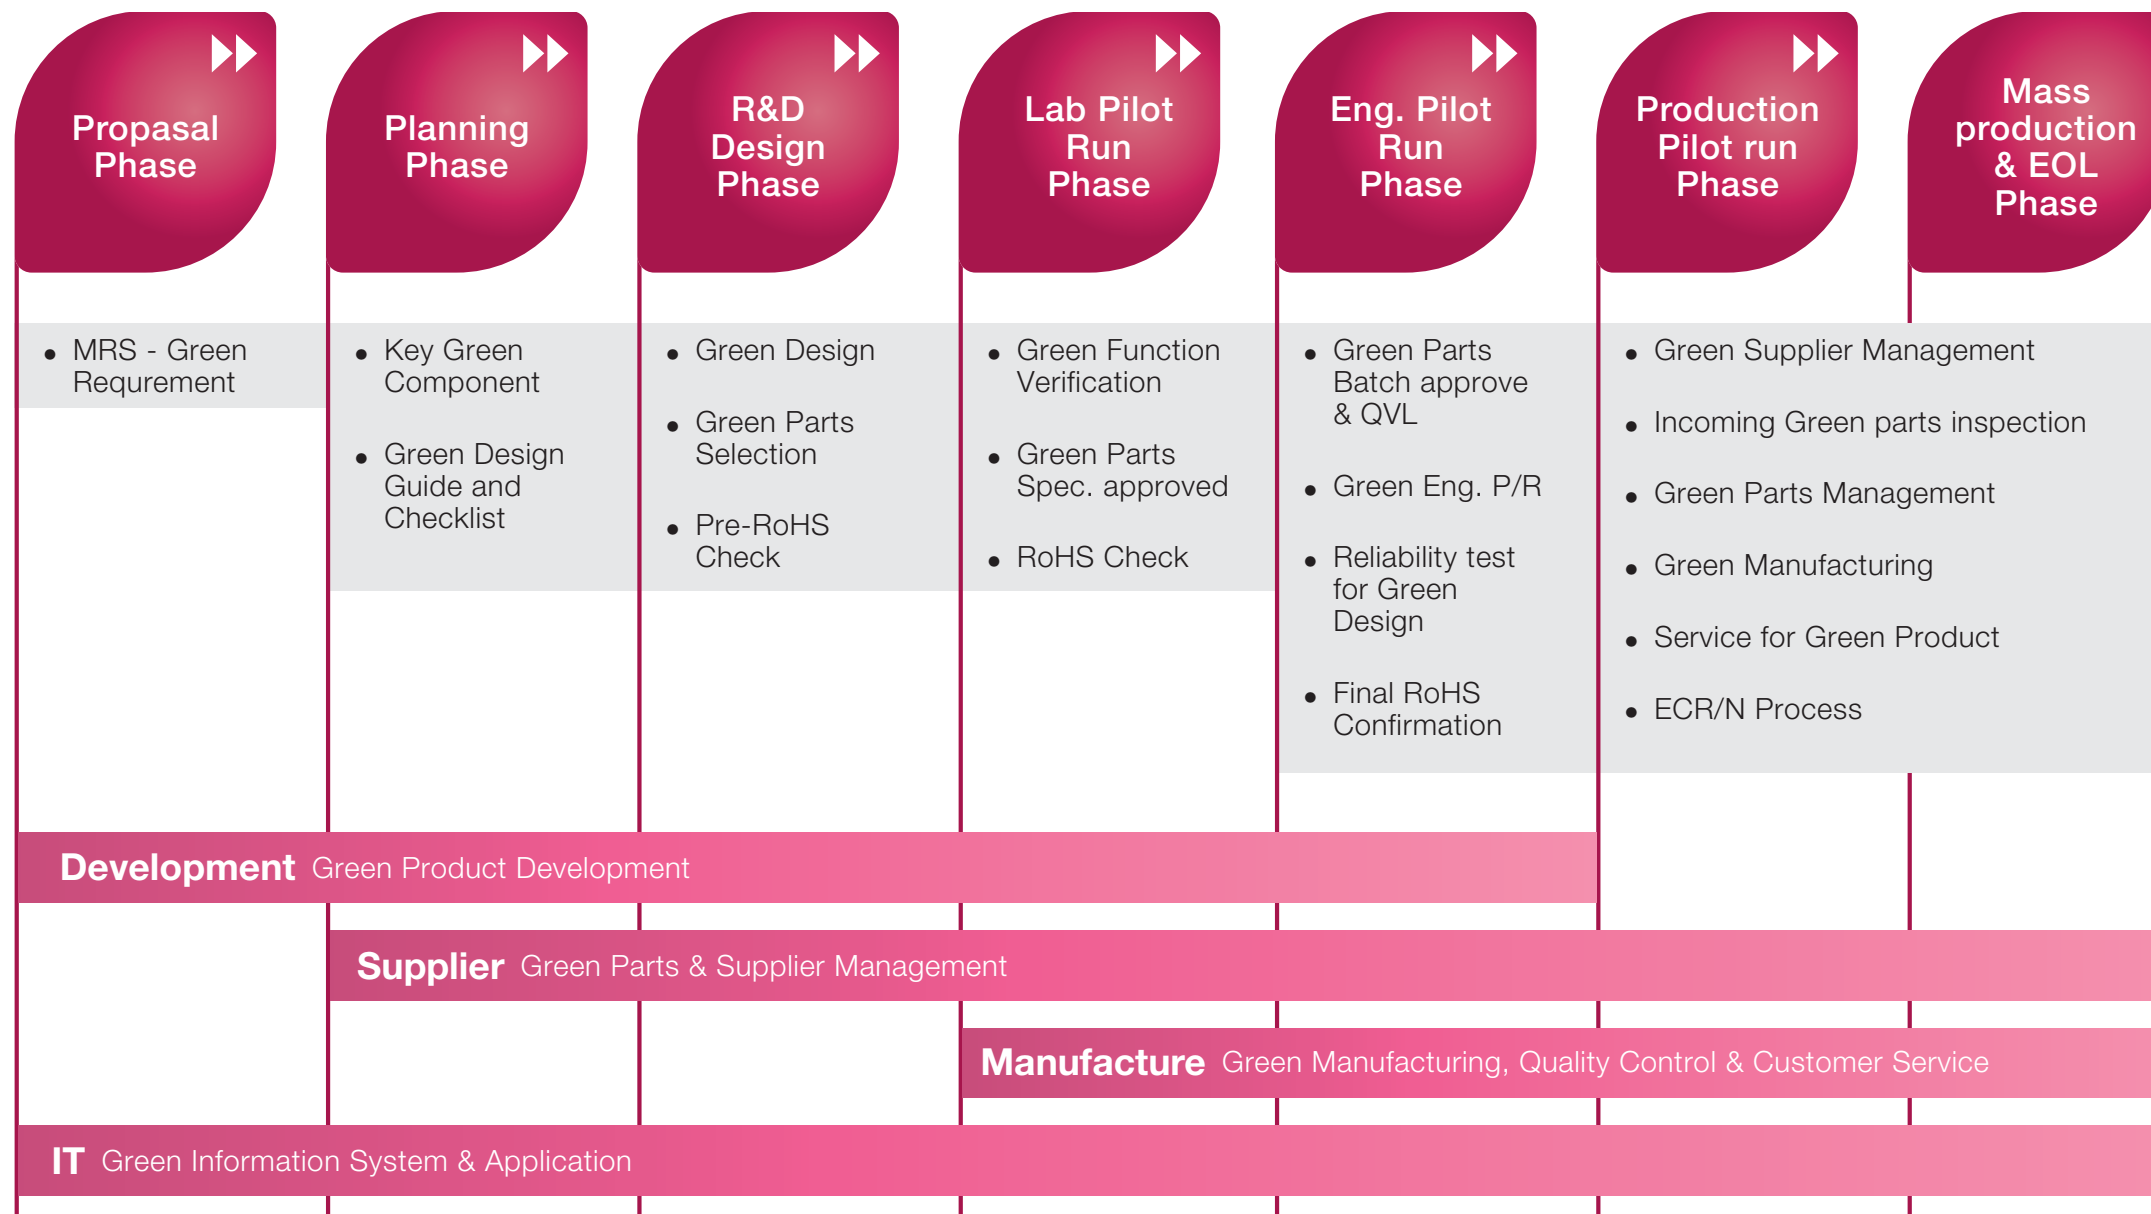 Propasal
Phase
Planning
Phase
R&D
Design
Phase
Lab Pilot
Run
Phase
Eng. Pilot
Run
Phase
Production
Pilot run
Phase
Mass
production
& EOL
Phase
• MRS - Green
Requrement
• Key Green
Component
• Green Design
Guide and
Checklist
• Green Design
• Green Parts
Selection
• Pre-RoHS
Check
• Green Function
Verification
• Green Parts
Spec. approved
• RoHS Check
• Green Parts
Batch approve
& QVL
• Green Eng. P/R
• Reliability test
for Green
Design
• Final RoHS
Confirmation
• Green Supplier Management
• Incoming Green parts inspection
• Green Parts Management
• Green Manufacturing
• Service for Green Product
• ECR/N Process
Development Green Product Development
Supplier Green Parts & Supplier Management
Manufacture Green Manufacturing, Quality Control & Customer Service
IT Green Information System & Application